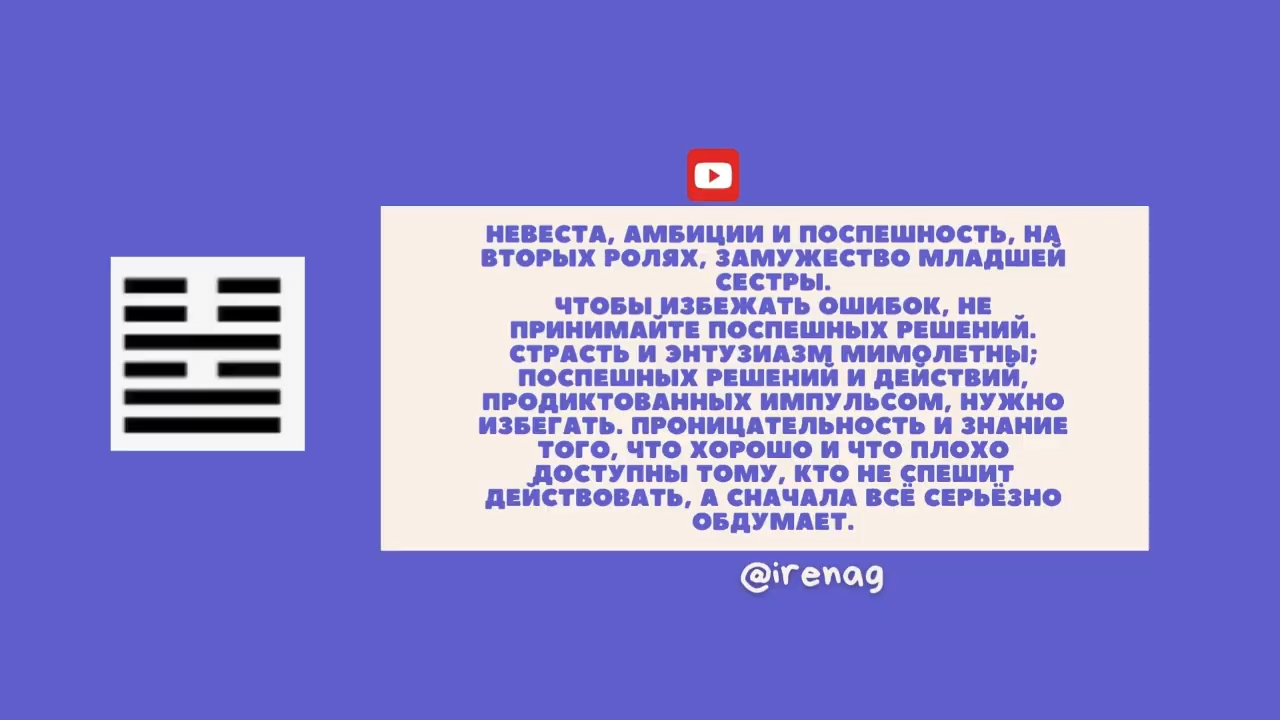 НЕВЕСТА, АМБИЦИИ И ПОСПЕШНОСТЬ, НА
ВТОРЫХ РОЛЯХ, ЗАМУЖЕСТВО МЛАДШЕЙ
СЕСТРЫ.
ЧТОБЫ ИЗБЕЖАТЬ ОШИБОК, НЕ
ПРИНИМАЙТЕ ПОСПЕШНЫХ РЕШЕНИЙ.
СТРАСТЬ И ЭНТУЗИАЗМ МИМОЛЕТНЫ;
ПОСПЕШНЫХ РЕШЕНИЙ И ДЕЙСТВИЙ,
ПРОДИКТОВАННЫХ ИМПУЛЬСОМ, НУЖНО
ИЗБЕГАТЬ. ПРОНИЦАТЕЛЬНОСТЬ И ЗНАНИЕ
ТОГО, ЧТО ХОРОШО И ЧТО ПЛОХО
ДОСТУПНЫ ТОМУ, КТО НЕ СПЕШИТ
ДЕЙСТВОВАТЬ, А СНАЧАЛА ВСЁ СЕРЬЁЗНО
ОБДУМАЕТ.
@irenag